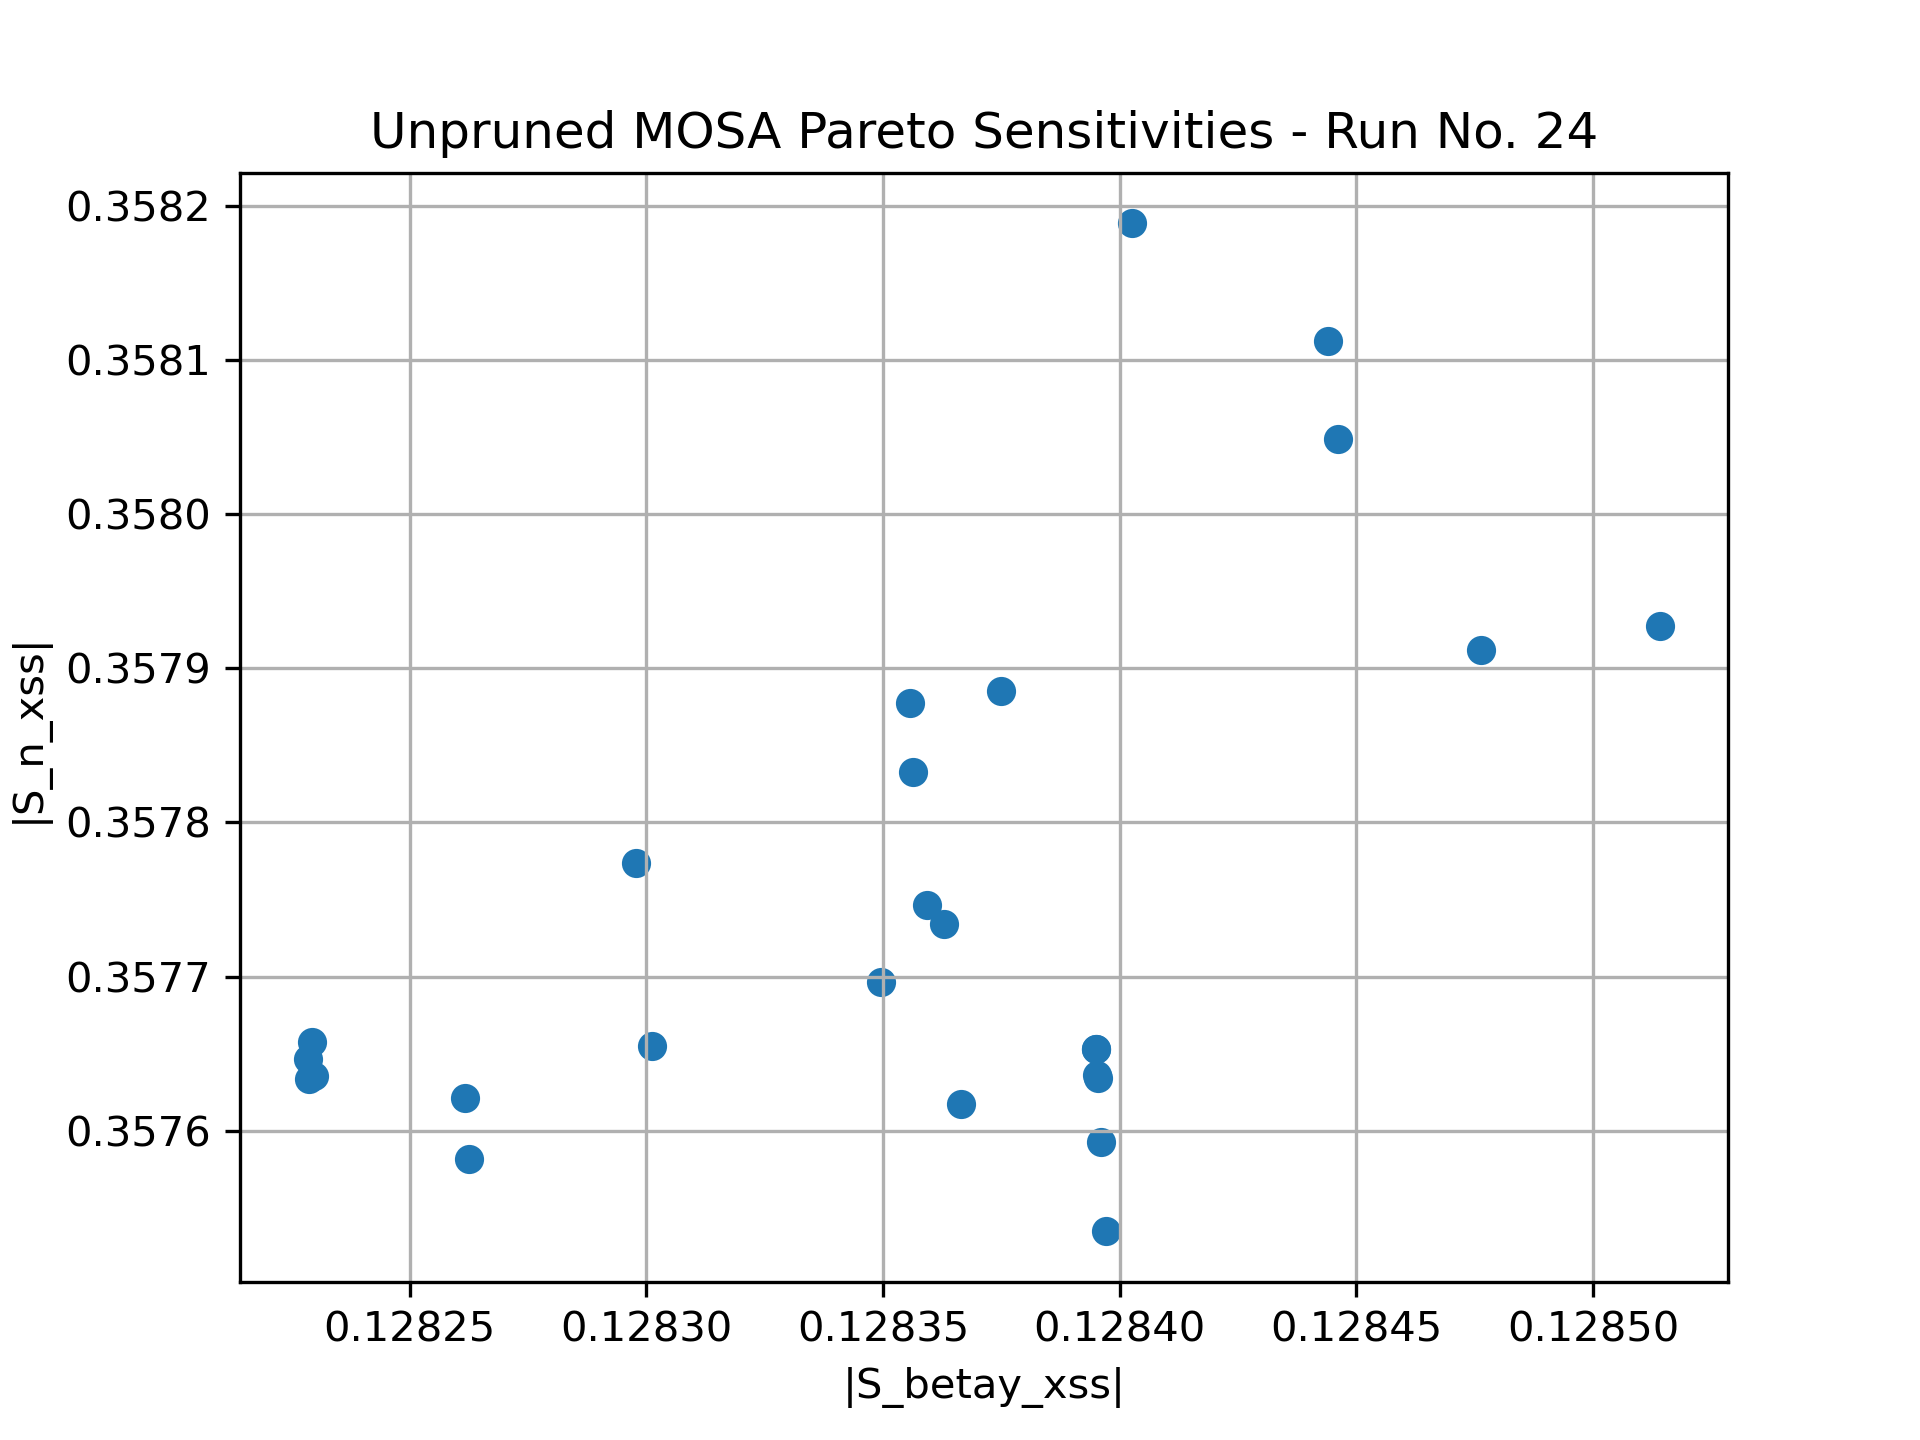 Unpruned MOSA Pareto Sensitivities - Run No. 24
0.3582
0.3581
0.3580
0.3579
0.3578
0.3577
0.3576
|S_n_xss|
0.12825 0.12830 0.12835 0.12840 0.12845 0.12850
|S_betay_xss|